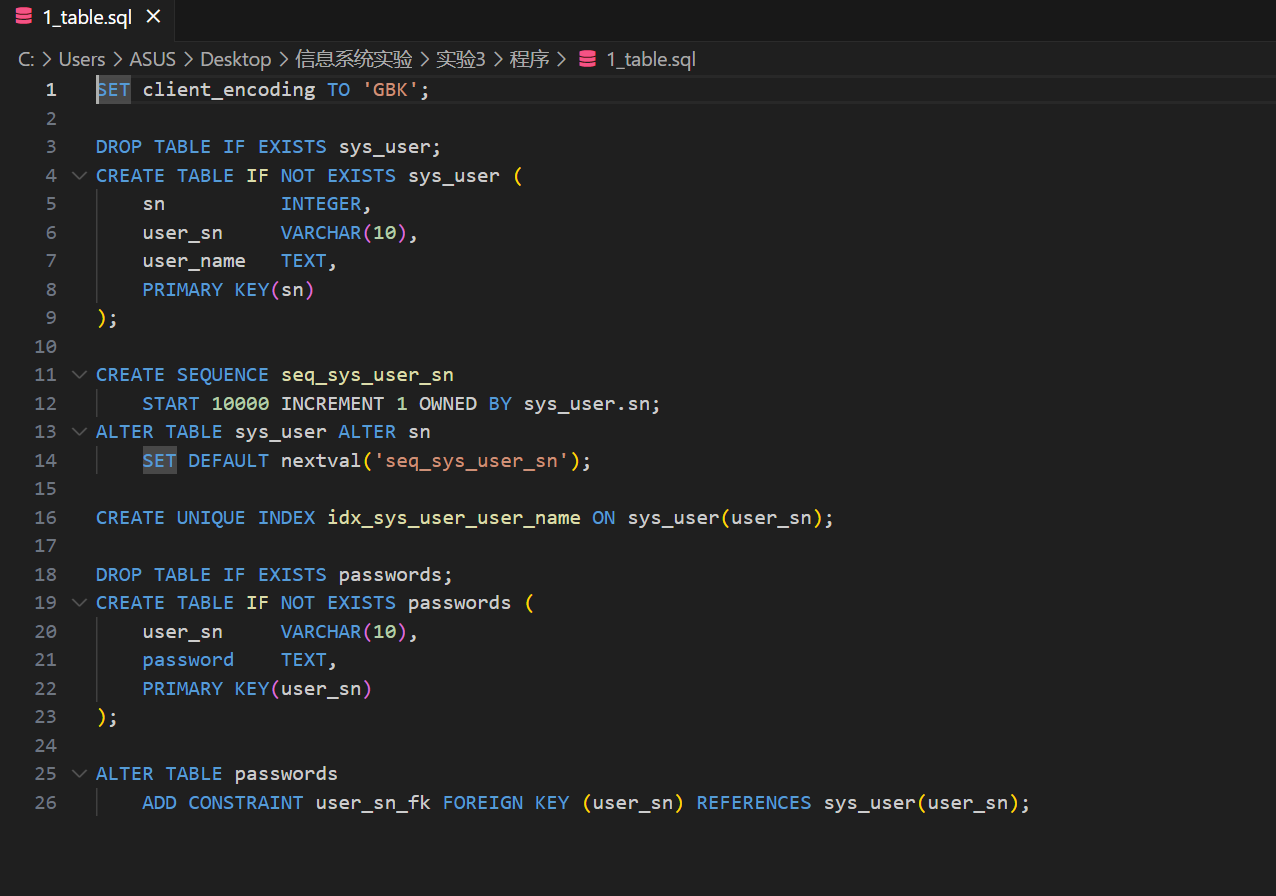 1_table.sql
C: > Users > ASUS > Desktop > 信息系统实验 > 实验3 > 程序 > 1_table.sql
1 SET client_encoding TO 'GBK';
2
3 DROP TABLE IF EXISTS sys_user;
4 CREATE TABLE IF NOT EXISTS sys_user (
5     sn          INTEGER,
6     user_sn     VARCHAR(10),
7     user_name   TEXT,
8     PRIMARY KEY(sn)
9 );
10
11 CREATE SEQUENCE seq_sys_user_sn
12     START 10000 INCREMENT 1 OWNED BY sys_user.sn;
13 ALTER TABLE sys_user ALTER sn
14     SET DEFAULT nextval('seq_sys_user_sn');
15
16 CREATE UNIQUE INDEX idx_sys_user_user_name ON sys_user(user_sn);
17
18 DROP TABLE IF EXISTS passwords;
19 CREATE TABLE IF NOT EXISTS passwords (
20     user_sn     VARCHAR(10),
21     password    TEXT,
22     PRIMARY KEY(user_sn)
23 );
24
25 ALTER TABLE passwords
26     ADD CONSTRAINT user_sn_fk FOREIGN KEY (user_sn) REFERENCES sys_user(user_sn);